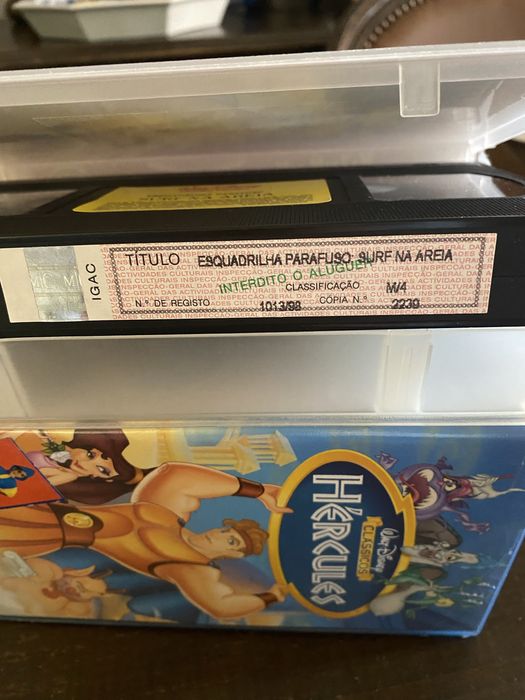 IGAC
TÍTULO ESQUADRILHA PARAFUSO, SURF NA AREIA
INTERDITO O ALUGUER
CLASSIFICAÇÃO M/4
N.º DE REGISTO 1013/98 CÓPIA N.º 2239
INSPECÇÃO-GERAL DAS ACTIVIDADES CULTURAIS
Walt Disney
CLÁSSICOS
HÉRCULES